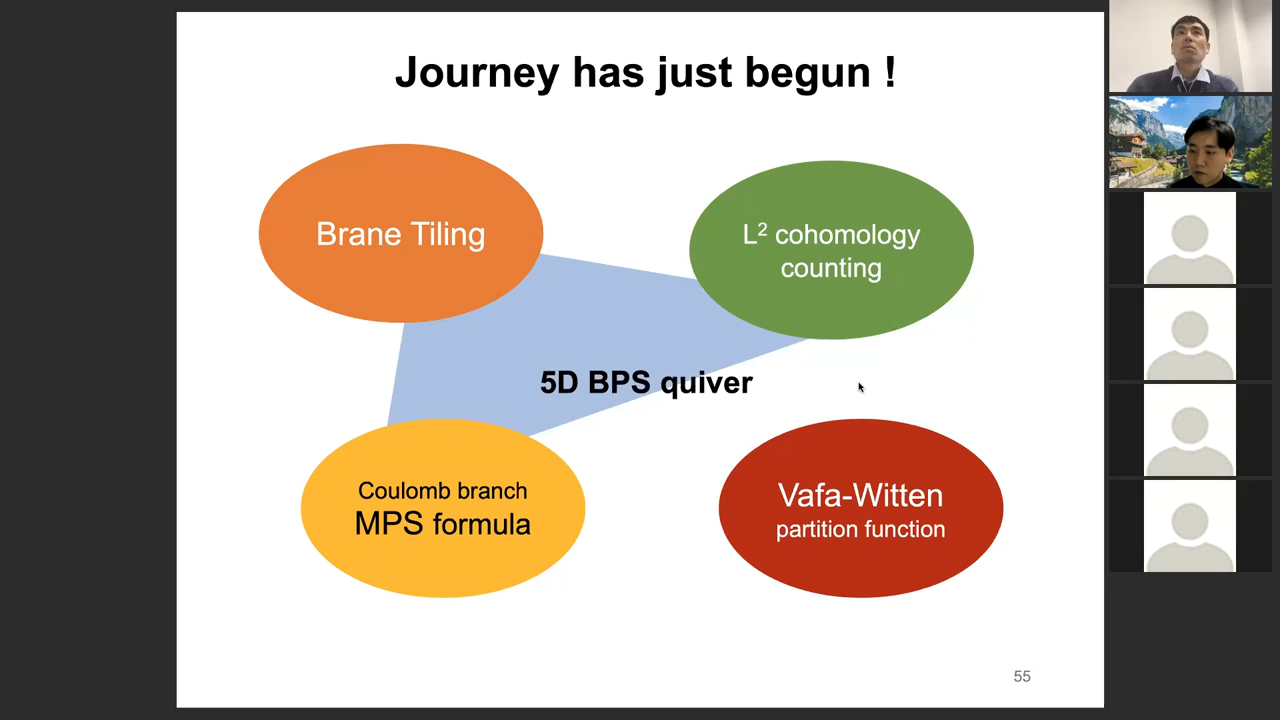 Journey has just begun !
Brane Tiling
L² cohomology
counting
5D BPS quiver
Coulomb branch
MPS formula
Vafa-Witten
partition function
55